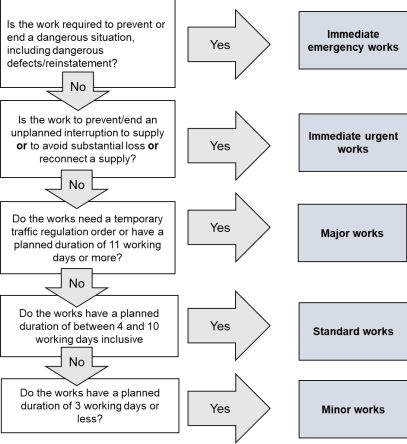 Is the work required to prevent or
end a dangerous situation,
including dangerous
defects/reinstatement?
Yes
Immediate
emergency works
No
Is the work to prevent/end an
unplanned interruption to supply
or to avoid substantial loss or
reconnect a supply?
Yes
Immediate urgent
works
No
Do the works need a temporary
traffic regulation order or have a
planned duration of 11 working
days or more?
Yes
Major works
No
Do the works have a planned
duration of between 4 and 10
working days inclusive
Yes
Standard works
No
Do the works have a planned
duration of 3 working days or
less?
Yes
Minor works